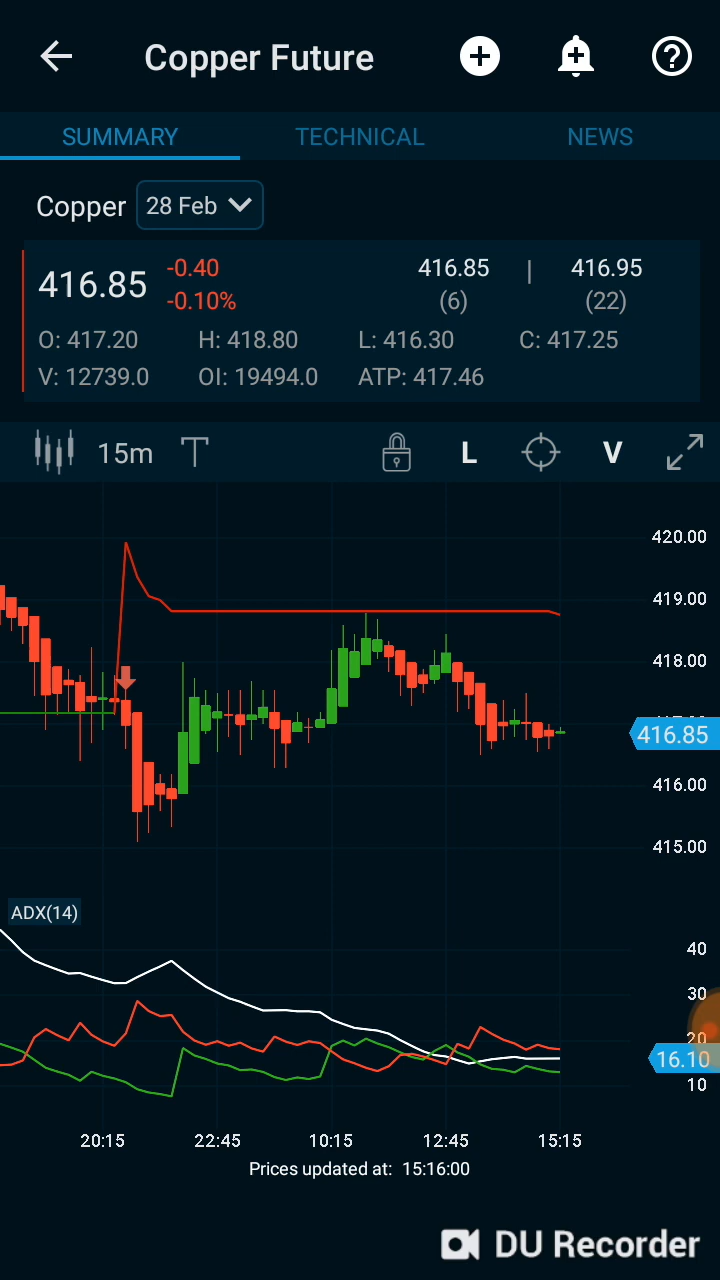 Copper Future
SUMMARY TECHNICAL NEWS
Copper 28 Feb
416.85 -0.40 416.85 | 416.95
-0.10% (6) (22)
O: 417.20 H: 418.80 L: 416.30 C: 417.25
V: 12739.0 OI: 19494.0 ATP: 417.46
15m T L V
420.00
419.00
418.00
416.85
416.00
415.00
ADX(14)
40
30
20
16.10
10
20:15 22:45 10:15 12:45 15:15
Prices updated at: 15:16:00
DU Recorder